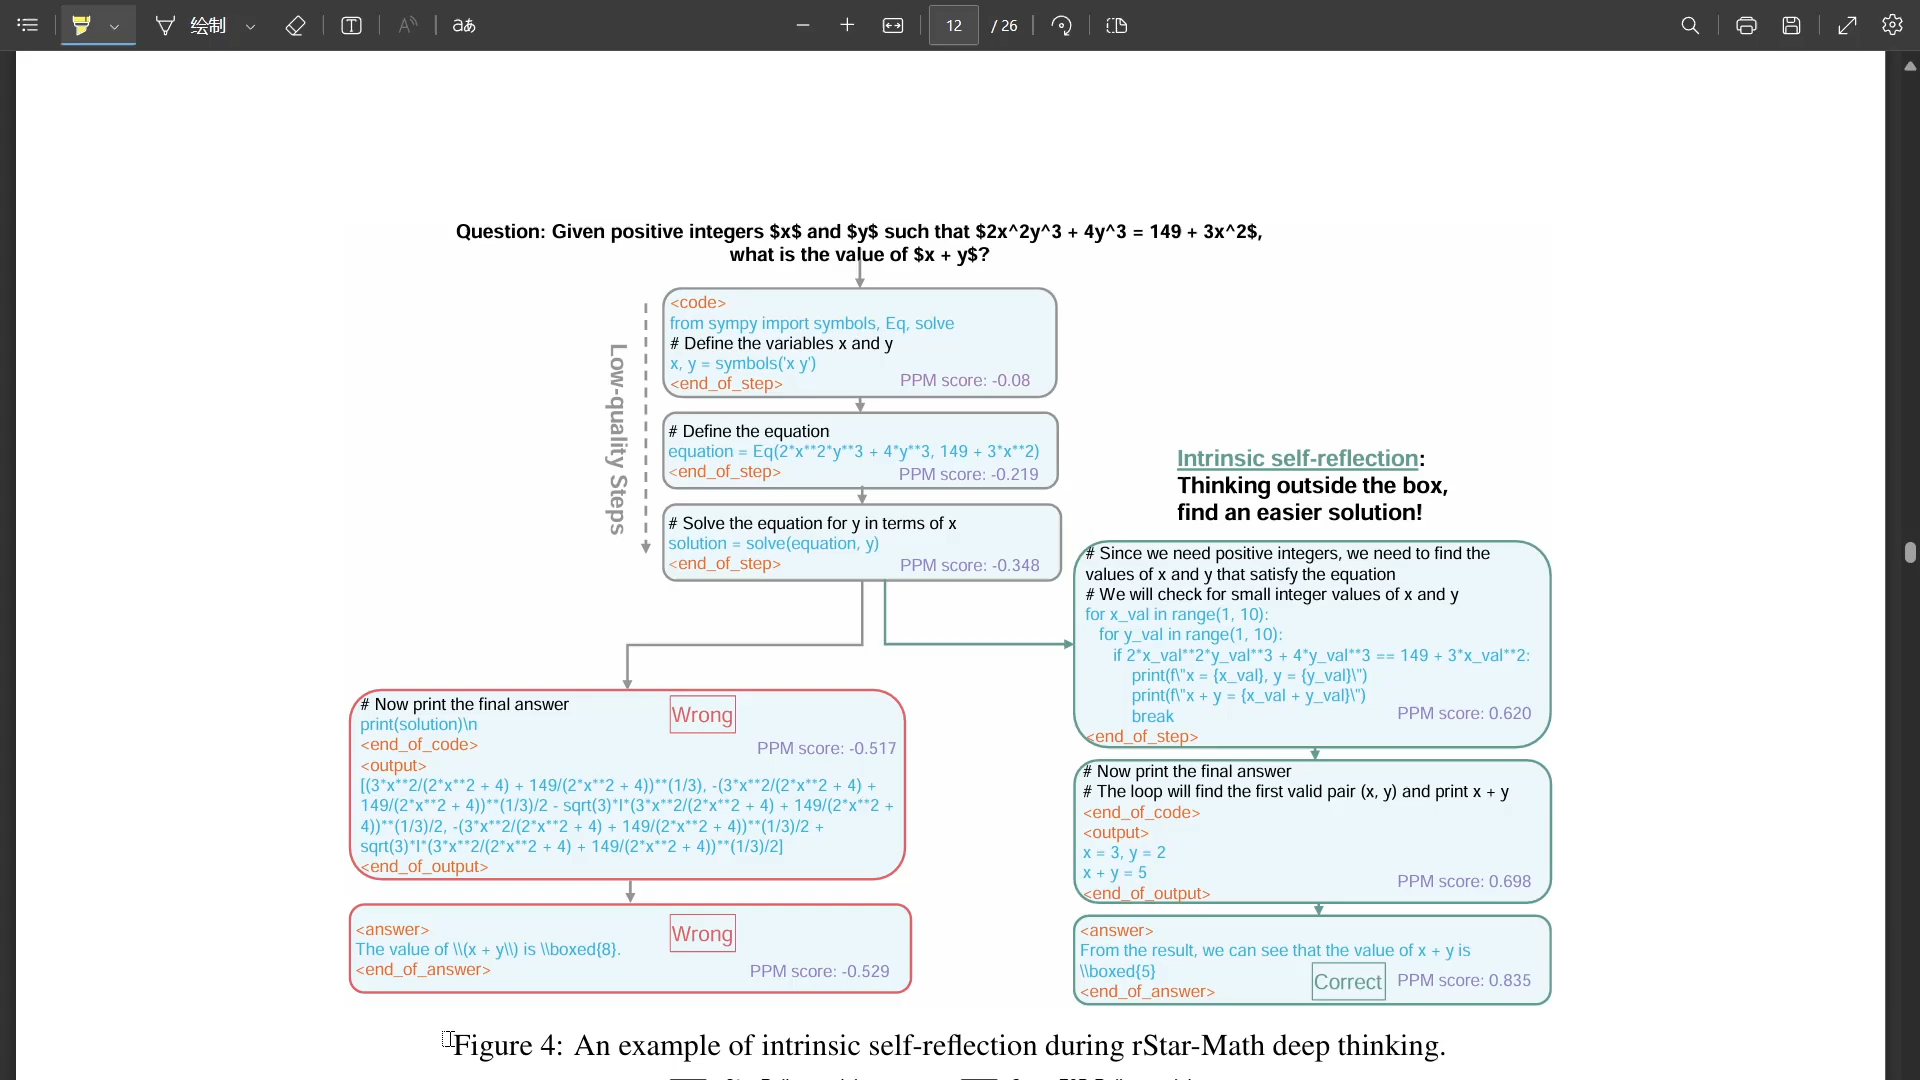 绘制
aあ
12 / 26
Question: Given positive integers $x$ and $y$ such that $2x^2y^3 + 4y^3 = 149 + 3x^2$,
what is the value of $x + y$?
Low-quality Steps
<code>
from sympy import symbols, Eq, solve
# Define the variables x and y
x, y = symbols('x y')
<end_of_step>
PPM score: -0.08
# Define the equation
equation = Eq(2*x**2*y**3 + 4*y**3, 149 + 3*x**2)
<end_of_step>
PPM score: -0.219
# Solve the equation for y in terms of x
solution = solve(equation, y)
<end_of_step>
PPM score: -0.348
# Now print the final answer
Wrong
print(solution)\n
<end_of_code>
PPM score: -0.517
<output>
[(3*x**2/(2*x**2 + 4) + 149/(2*x**2 + 4))**(1/3), -(3*x**2/(2*x**2 + 4) +
149/(2*x**2 + 4))**(1/3)/2 - sqrt(3)*I*(3*x**2/(2*x**2 + 4) + 149/(2*x**2 +
4))**(1/3)/2, -(3*x**2/(2*x**2 + 4) + 149/(2*x**2 + 4))**(1/3)/2 +
sqrt(3)*I*(3*x**2/(2*x**2 + 4) + 149/(2*x**2 + 4))**(1/3)/2]
<end_of_output>
<answer>
Wrong
The value of \\(x + y\\) is \\boxed{8}.
<end_of_answer>
PPM score: -0.529
Intrinsic self-reflection:
Thinking outside the box,
find an easier solution!
# Since we need positive integers, we need to find the
values of x and y that satisfy the equation
# We will check for small integer values of x and y
for x_val in range(1, 10):
for y_val in range(1, 10):
if 2*x_val**2*y_val**3 + 4*y_val**3 == 149 + 3*x_val**2:
print(f\"x = {x_val}, y = {y_val}\")
print(f\"x + y = {x_val + y_val}\")
break
PPM score: 0.620
<end_of_step>
# Now print the final answer
# The loop will find the first valid pair (x, y) and print x + y
<end_of_code>
<output>
x = 3, y = 2
x + y = 5
PPM score: 0.698
<end_of_output>
<answer>
From the result, we can see that the value of x + y is
\\boxed{5}
<end_of_answer>
Correct
PPM score: 0.835
Figure 4: An example of intrinsic self-reflection during rStar-Math deep thinking.